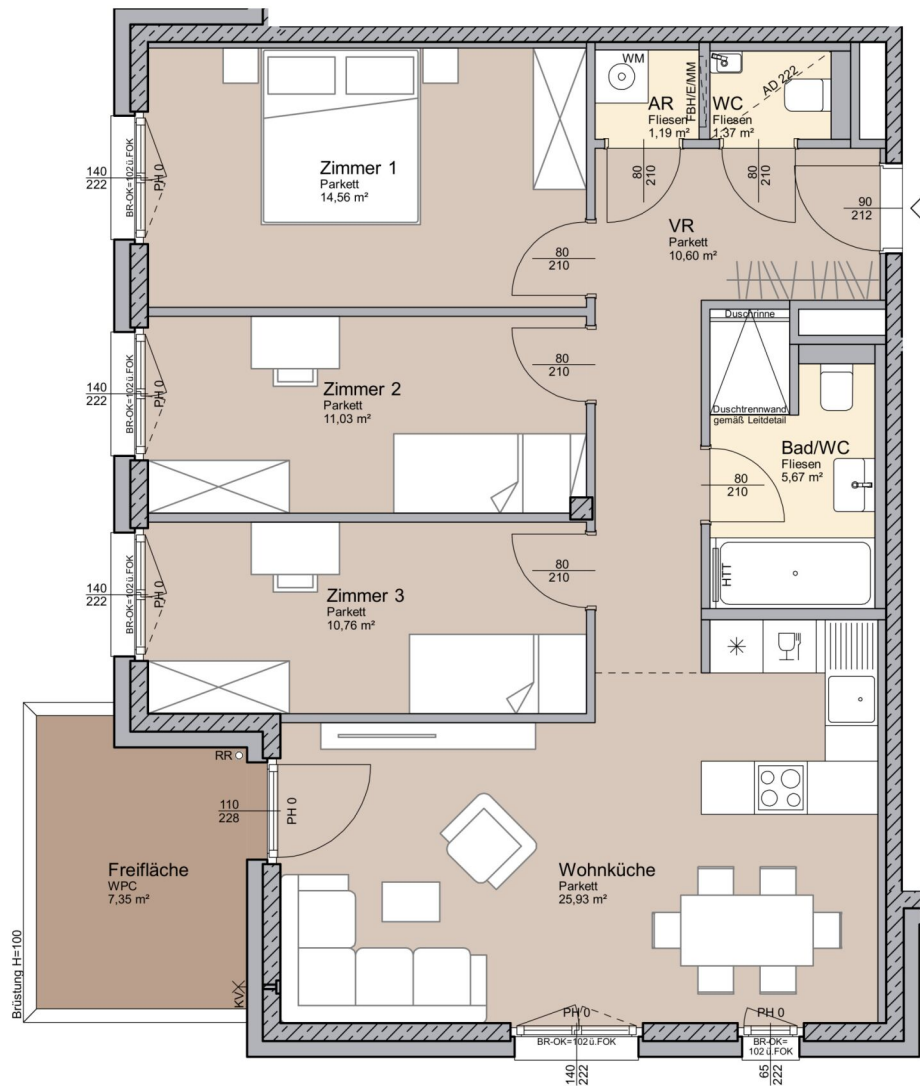 WM
FBH/E/MM
AD 222
AR
Fliesen
1,19 m²
WC
Fliesen
1,37 m²
80
210
80
210
90
212
140
222
BR-OK=102ü.FOK
PH 0
Zimmer 1
Parkett
14,56 m²
80
210
VR
Parkett
10,60 m²
140
222
BR-OK=102ü.FOK
PH 0
Zimmer 2
Parkett
11,03 m²
80
210
Duschrinne
Duschtrennwand
gemäß Leitdetail
Bad/WC
Fliesen
5,67 m²
80
210
HTT
140
222
BR-OK=102ü.FOK
PH 0
Zimmer 3
Parkett
10,76 m²
80
210
RR
110
228
PH 0
Freifläche
WPC
7,35 m²
Brüstung H=100
KV
Wohnküche
Parkett
25,93 m²
PH 0
BR-OK=102ü.FOK
140
222
PH 0
BR-OK=
102ü.FOK
65
222